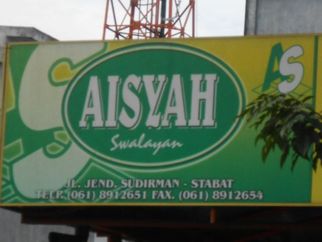 AISYAH
Swalayan
AS
JL. JEND. SUDIRMAN - STABAT
TELP. (061) 8912651 FAX. (061) 8912654